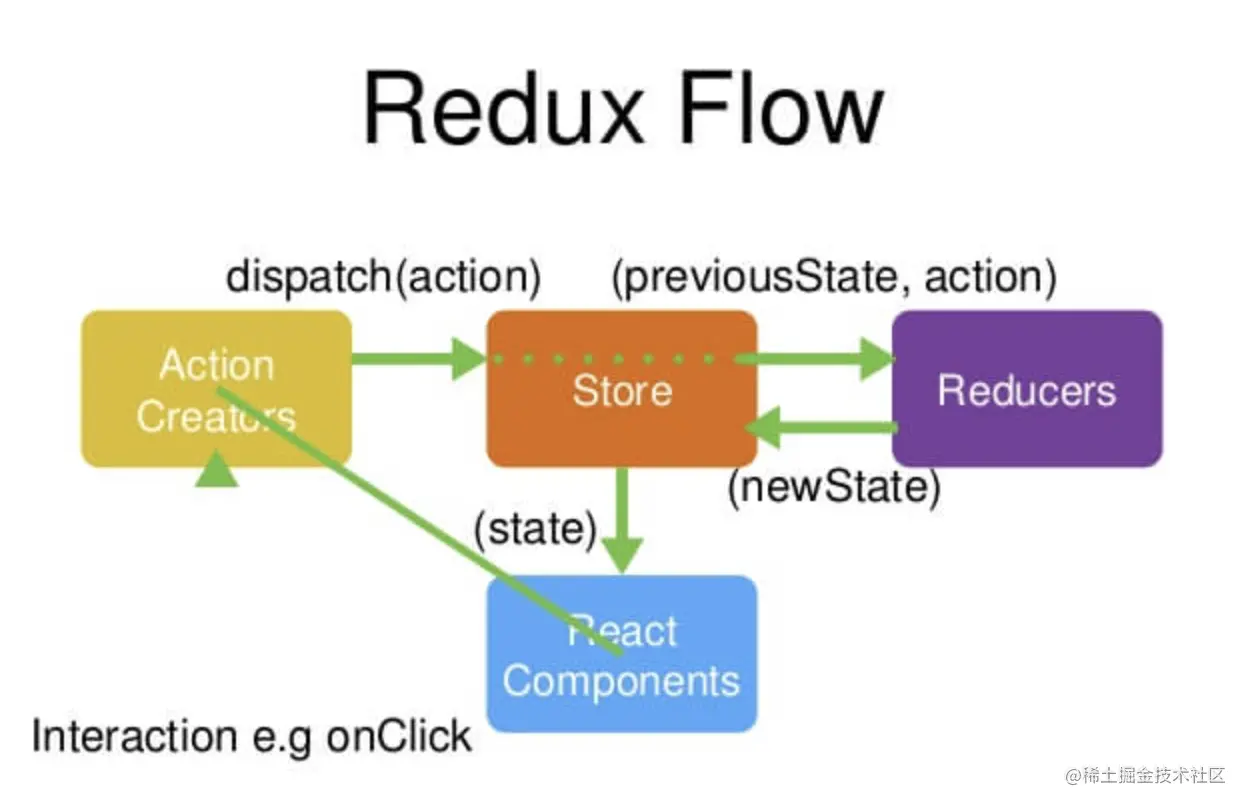 Redux Flow
dispatch(action)
(previousState, action)
Action
Creators
Store
Reducers
(newState)
(state)
React
Components
Interaction e.g onClick
@稀土掘金技术社区